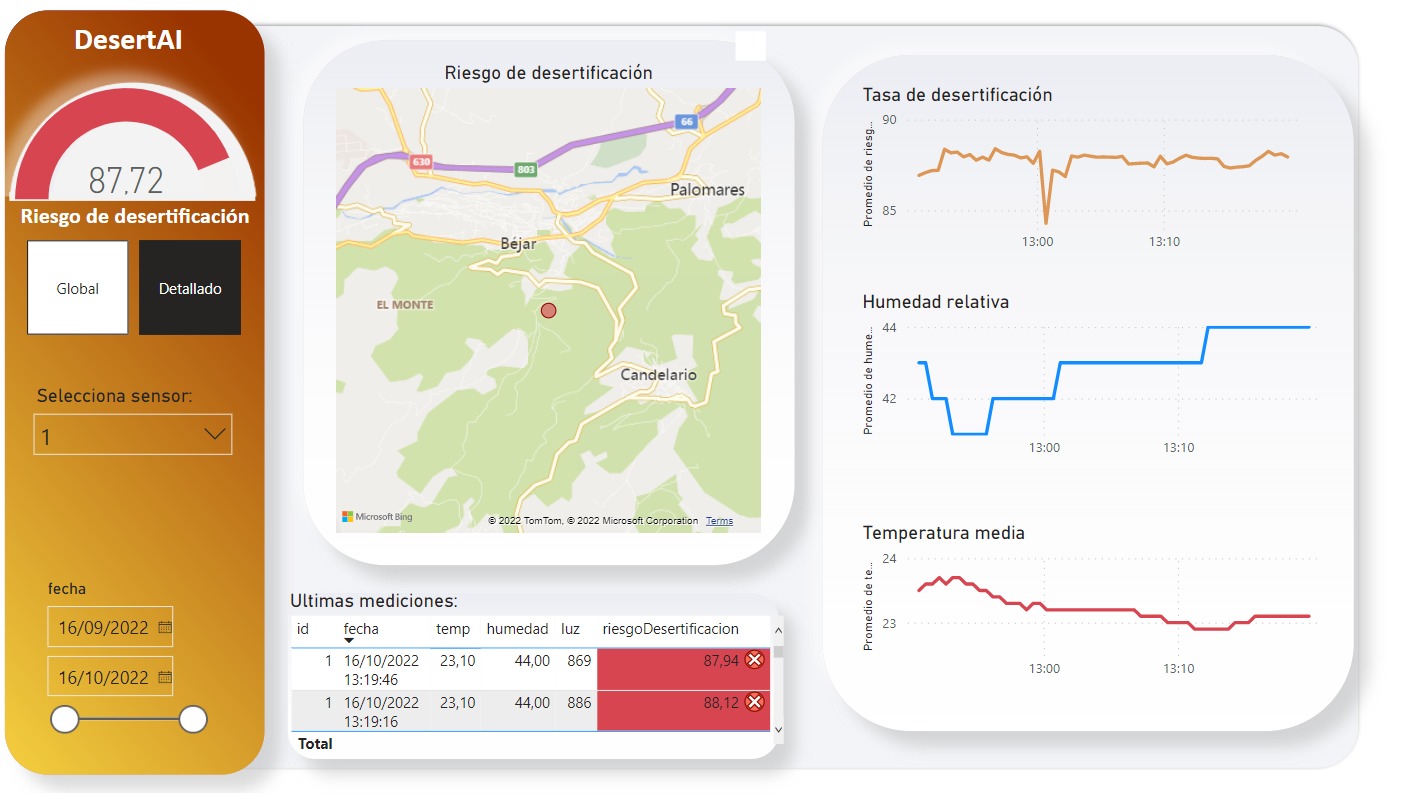 DesertAI
87,72
Riesgo de desertificación
Global
Detallado
Selecciona sensor:
1
fecha
16/09/2022
16/10/2022
Riesgo de desertificación
66
630
803
Palomares
Béjar
EL MONTE
Candelario
Microsoft Bing
© 2022 TomTom, © 2022 Microsoft Corporation Terms
Ultimas mediciones:
id fecha temp humedad luz riesgoDesertificacion
1 16/10/2022 23,10 44,00 869 87,94
13:19:46
1 16/10/2022 23,10 44,00 886 88,12
13:19:16
Total
Tasa de desertificación
Promedio de riesg...
90
85
13:00 13:10
Humedad relativa
Promedio de hume...
44
42
13:00 13:10
Temperatura media
Promedio de te...
24
23
13:00 13:10